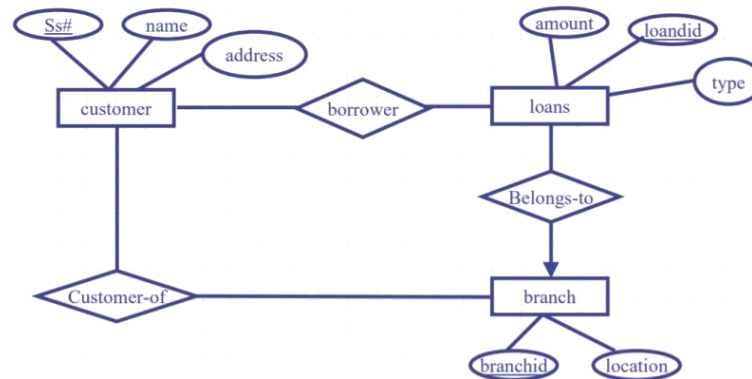 Ss#
name
address
amount
loandid
type
customer
borrower
loans
Belongs-to
Customer-of
branch
branchid
location